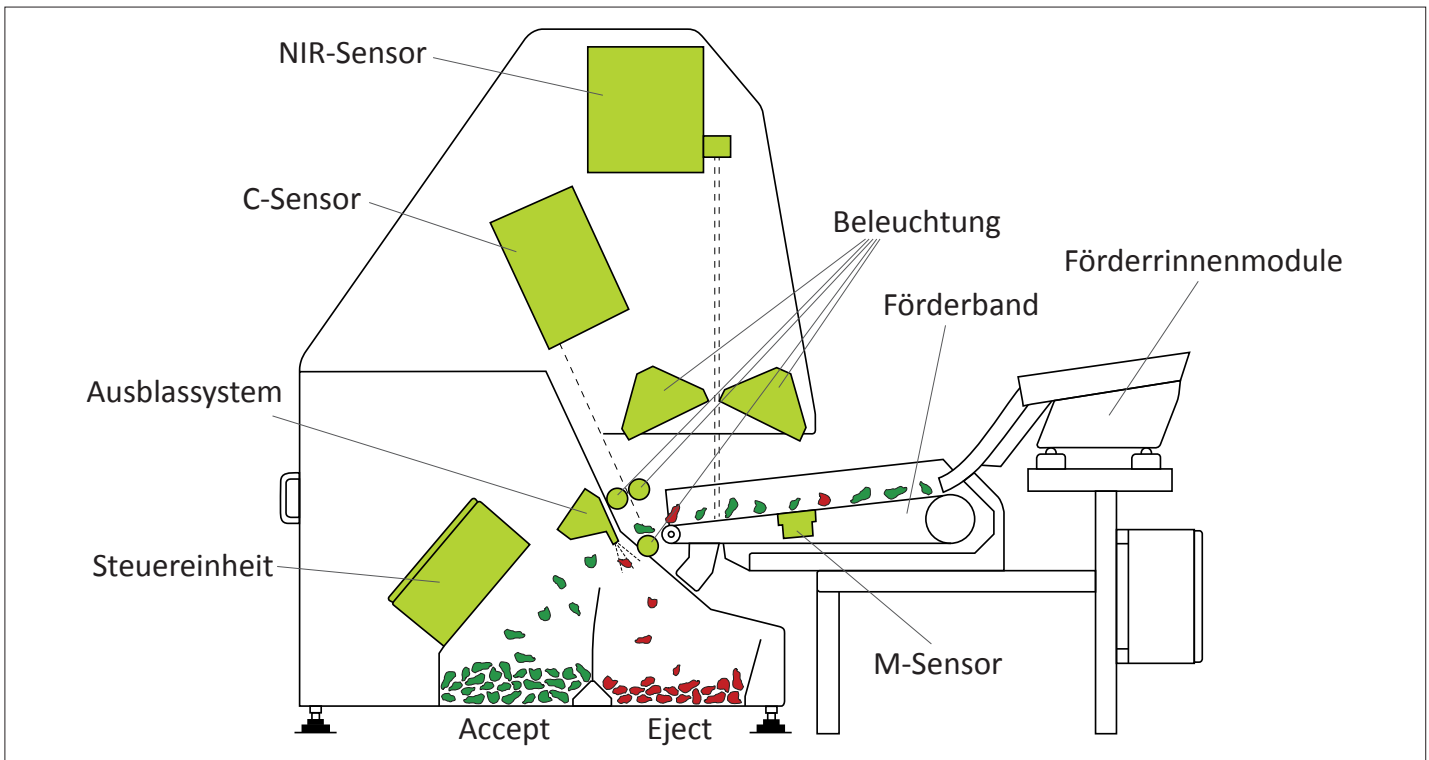 NIR-Sensor
C-Sensor
Beleuchtung
Förderrinnenmodule
Förderband
Ausblassystem
Steuereinheit
M-Sensor
Accept
Eject